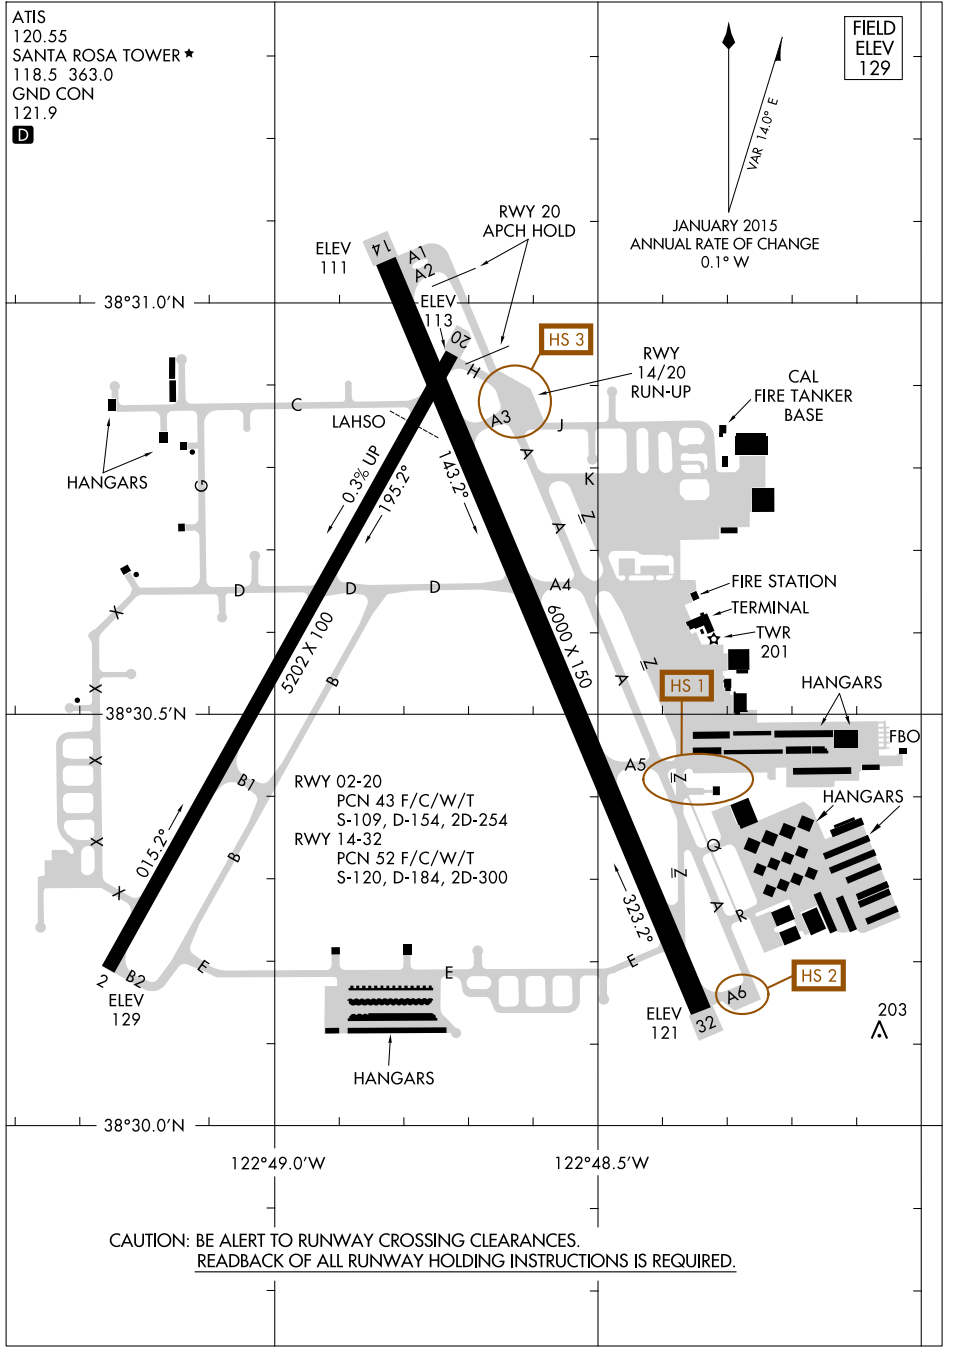 ATIS
120.55
SANTA ROSA TOWER★
118.5 363.0
GND CON
121.9
D
FIELD
ELEV
129
VAR 14.0° E
JANUARY 2015
ANNUAL RATE OF CHANGE
0.1° W
RWY 20
APCH HOLD
ELEV
111
14
A1
A2
38°31.0'N
ELEV
113
20
HS 3
H
RWY
14/20
RUN-UP
CAL
FIRE TANKER
BASE
C
LAHSO
A3
J
A
HANGARS
G
0.3% UP
195.2°
143.2°
K
A
Z
D
D
D
A4
FIRE STATION
TERMINAL
TWR
201
X
5202 X 100
6000 X 150
B
A
Z
HS 1
HANGARS
X
38°30.5'N
FBO
X
A5
Z
B1
RWY 02-20
PCN 43 F/C/W/T
S-109, D-154, 2D-254
RWY 14-32
PCN 52 F/C/W/T
S-120, D-184, 2D-300
HANGARS
X
015.2°
B
Q
Z
X
323.2°
A
R
2
B2
E
E
E
HS 2
A6
ELEV
129
ELEV
121
32
203
HANGARS
38°30.0'N
122°49.0'W
122°48.5'W
CAUTION: BE ALERT TO RUNWAY CROSSING CLEARANCES.
READBACK OF ALL RUNWAY HOLDING INSTRUCTIONS IS REQUIRED.